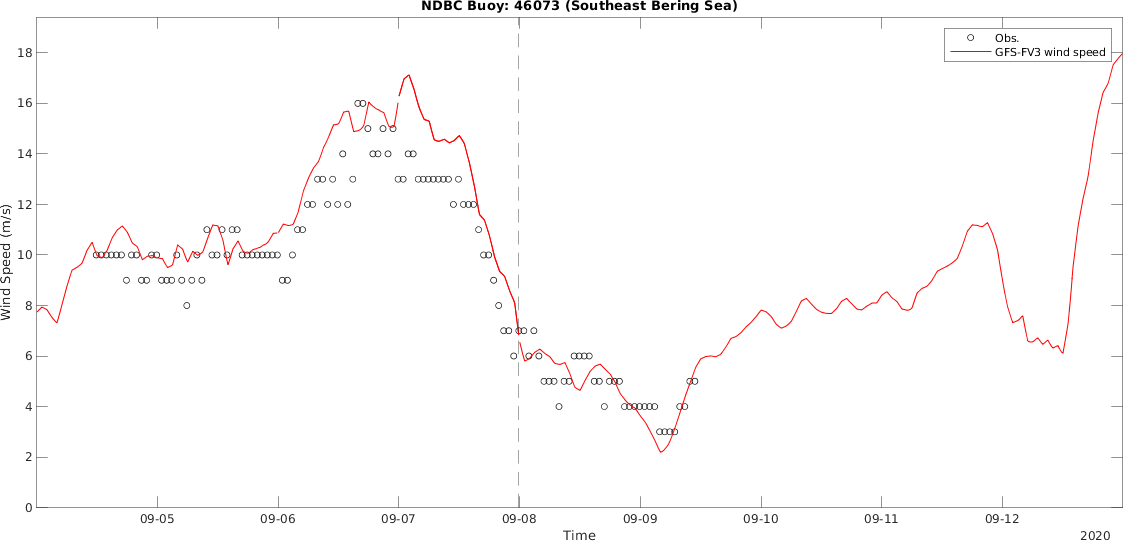 NDBC Buoy: 46073 (Southeast Bering Sea)
Obs.
GFS-FV3 wind speed
Wind Speed (m/s)
18
16
14
12
10
8
6
4
2
0
09-05 09-06 09-07 09-08 09-09 09-10 09-11 09-12
Time
2020